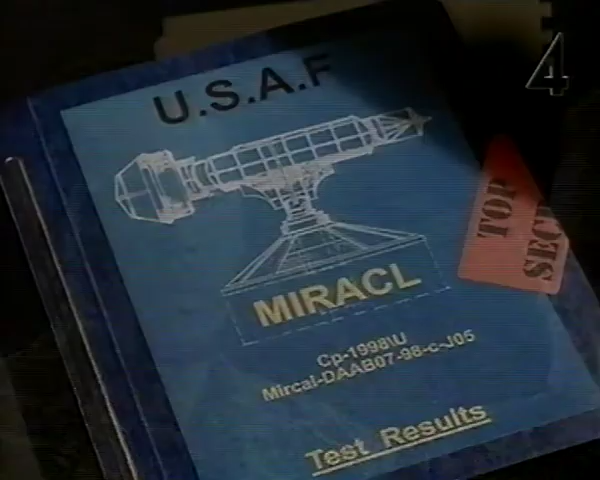 4
U.S.A.F
TOP
SEC
MIRACL
Cp-1998\U
Mircal-DAAB07-98-c-J05
Test Results